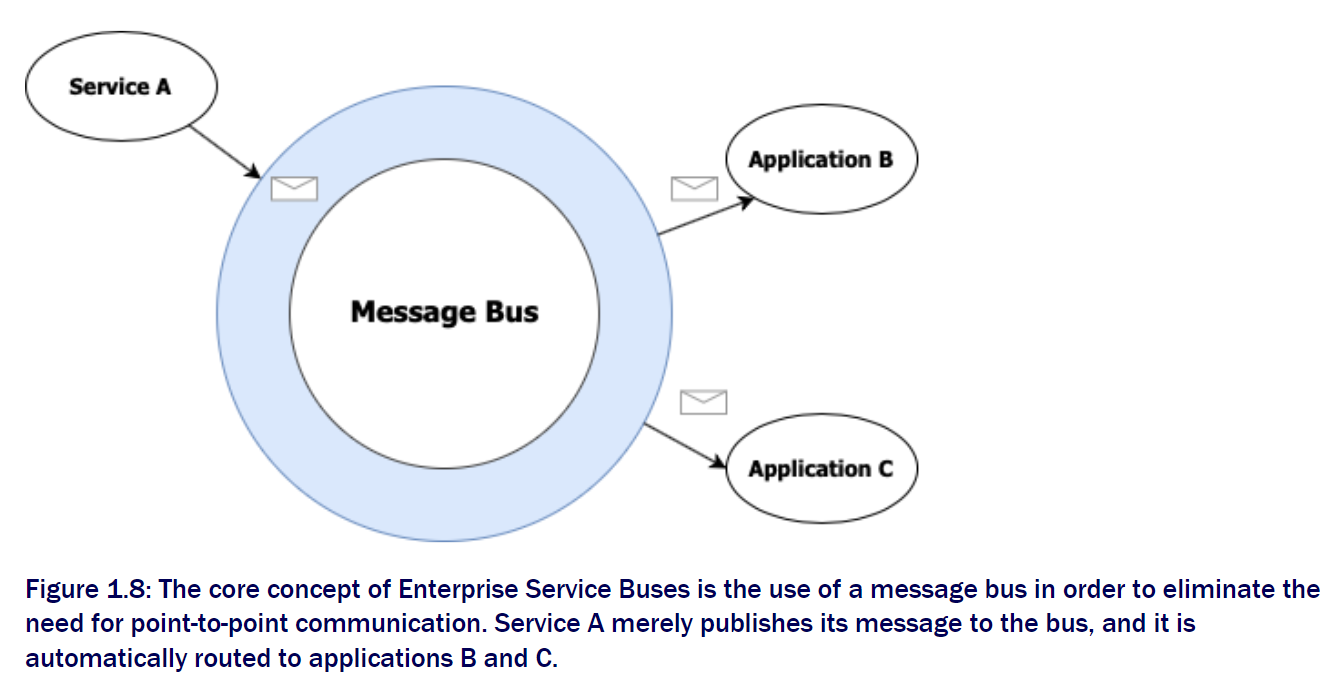 Service A
Application B
Message Bus
Application C
Figure 1.8: The core concept of Enterprise Service Buses is the use of a message bus in order to eliminate the
need for point-to-point communication. Service A merely publishes its message to the bus, and it is
automatically routed to applications B and C.